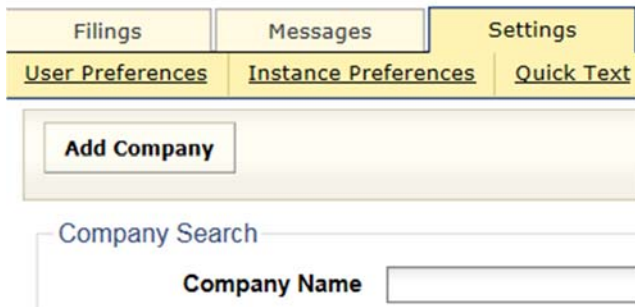 Filings Messages Settings
User Preferences Instance Preferences Quick Text
Add Company
Company Search
Company Name